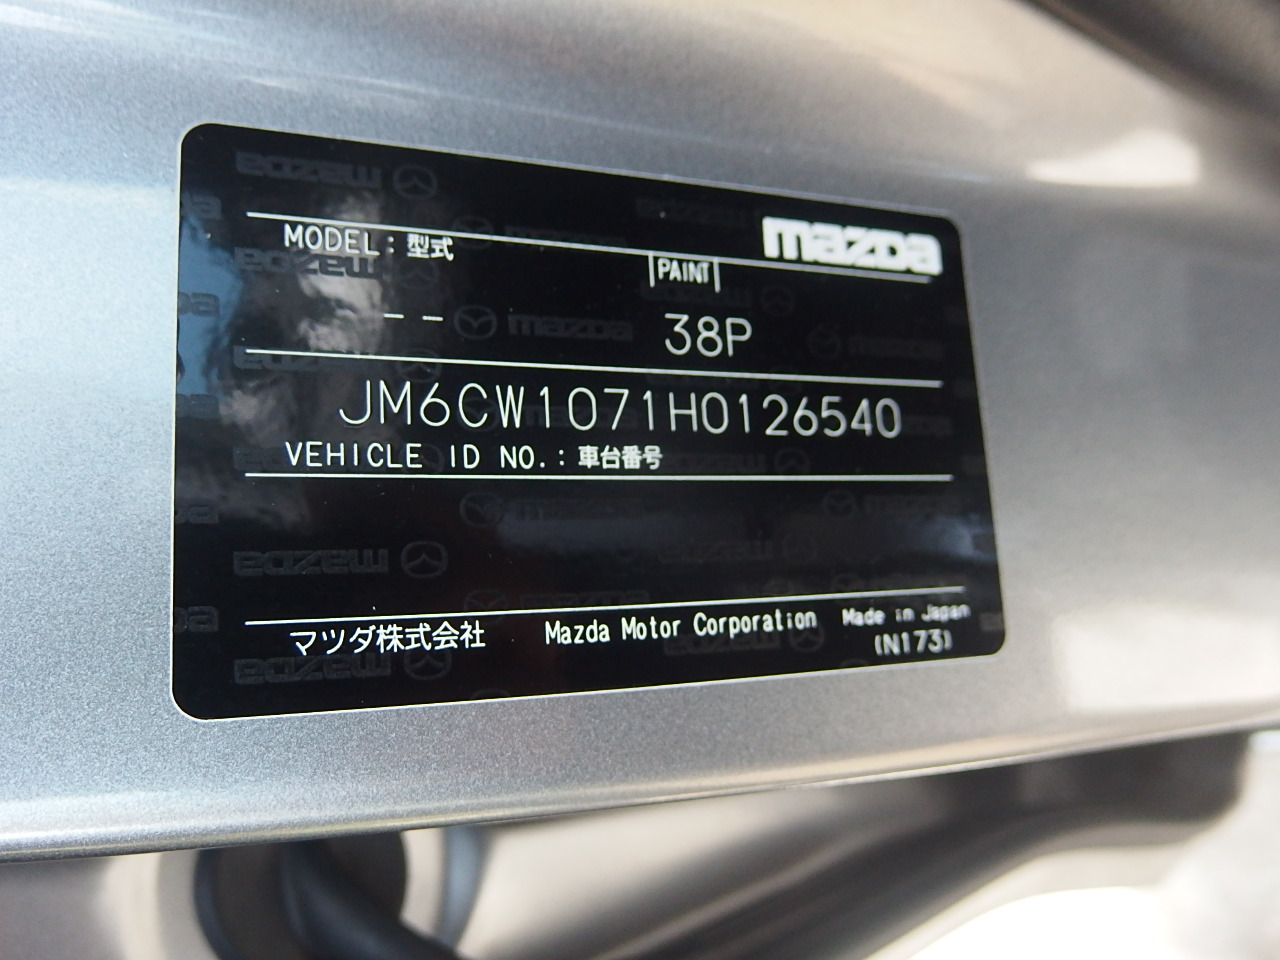 mazda
MODEL: 型式
PAINT
-- 38P
JM6CW1071H0126540
VEHICLE ID NO.: 車台番号
マツダ株式会社 Mazda Motor Corporation Made in Japan
(N173)